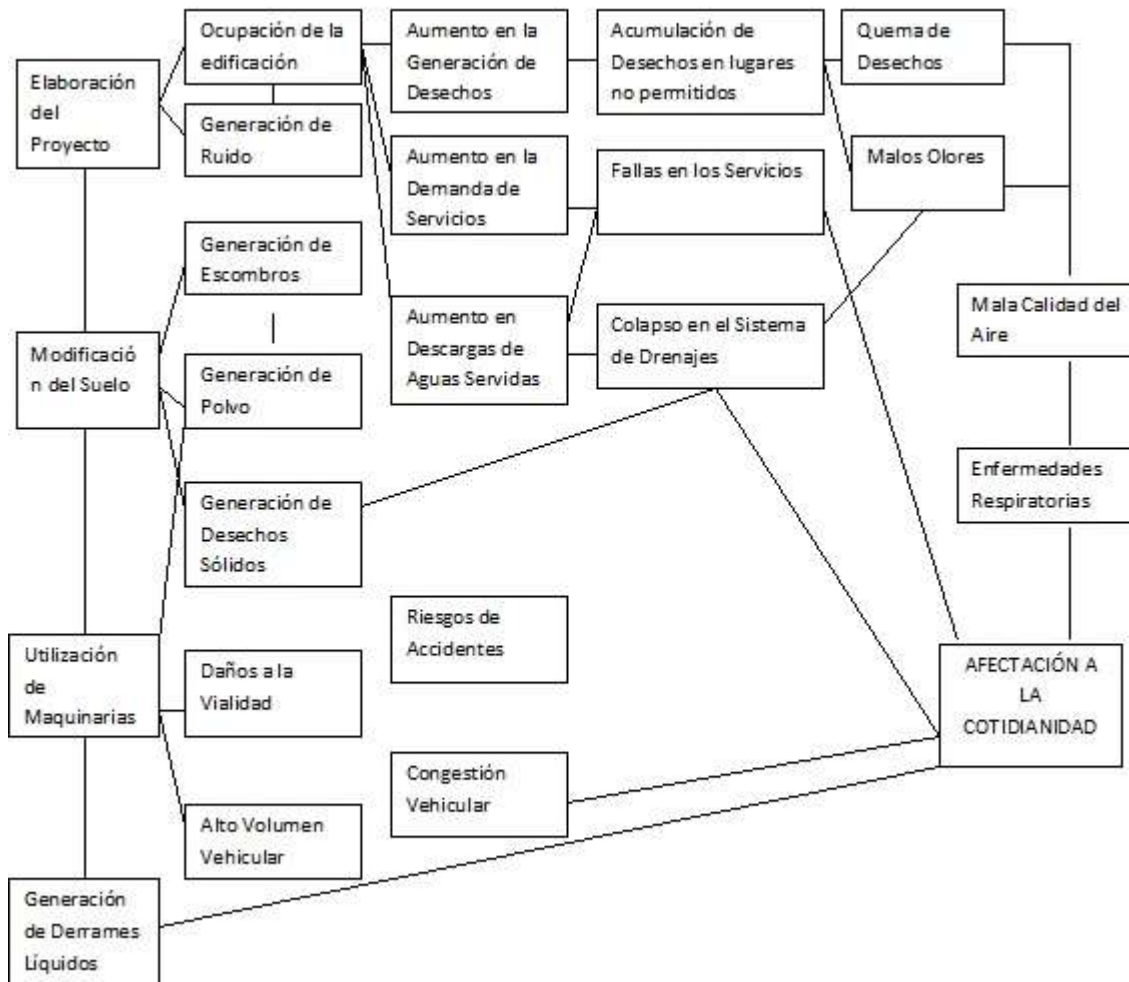 Elaboración
del
Proyecto
Modificació
n del Suelo
Utilización
de
Maquinarias
Generación
de Derrames
Líquidos
Ocupación de la
edificación
Generación de
Ruido
Generación de
Escombros
Generación de
Polvo
Generación de
Desechos
Sólidos
Daños a la
Vialidad
Alto Volumen
Vehicular
Aumento en la
Generación de
Desechos
Aumento en la
Demanda de
Servicios
Aumento en
Descargas de
Aguas Servidas
Riesgos de
Accidentes
Congestión
Vehicular
Acumulación de
Desechos en lugares
no permitidos
Fallas en los Servicios
Colapso en el Sistema
de Drenajes
Quema de
Desechos
Malos Olores
Mala Calidad del
Aire
Enfermedades
Respiratorias
AFECTACIÓN A
LA
COTIDIANIDAD